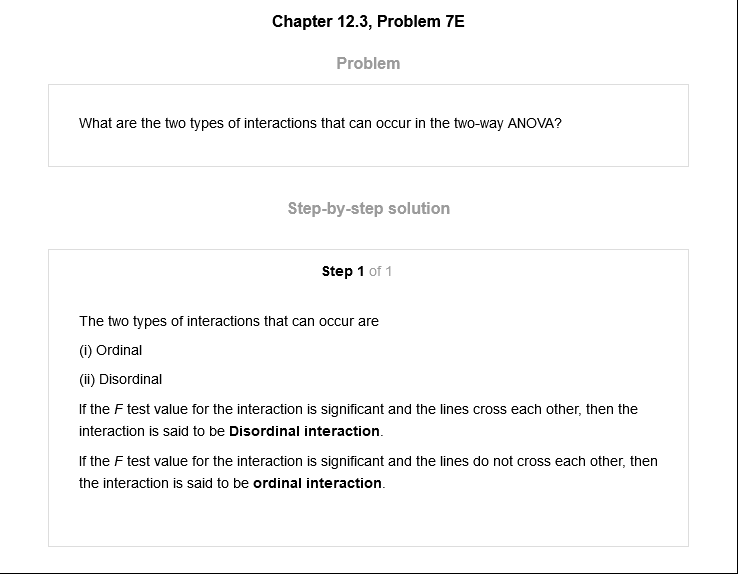 Chapter 12.3, Problem 7E
Problem
What are the two types of interactions that can occur in the two-way ANOVA?
Step-by-step solution
Step 1 of 1
The two types of interactions that can occur are
(i) Ordinal
(ii) Disordinal
If the F test value for the interaction is significant and the lines cross each other, then the
interaction is said to be Disordinal interaction.
If the F test value for the interaction is significant and the lines do not cross each other, then
the interaction is said to be ordinal interaction.